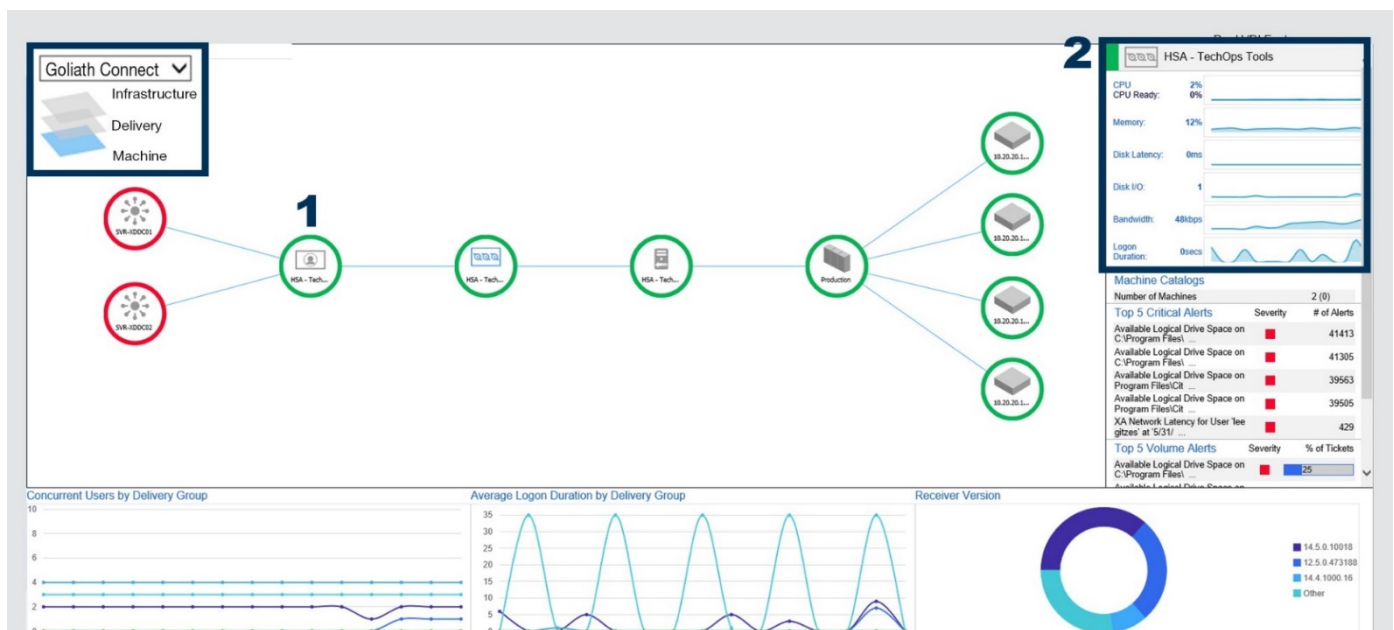 Goliath Connect
Infrastructure
Delivery
Machine
SVR-XDDC01
SVR-XDDC02
1
HSA - Tech...
HSA - Tech...
HSA - Tech...
Production
10.20.20.1...
10.20.20.1...
10.20.20.1...
10.20.20.1...
2
HSA - TechOps Tools
CPU 2%
CPU Ready: 0%
Memory: 12%
Disk Latency: 0ms
Disk I/O: 1
Bandwidth: 48kbps
Logon
Duration: 0secs
Machine Catalogs
Number of Machines 2 (0)
Top 5 Critical Alerts Severity # of Alerts
Available Logical Drive Space on
C:\Program Files\ ... 41413
Available Logical Drive Space on
C:\Program Files\ ... 41305
Available Logical Drive Space on
Program Files\Cit ... 39563
Available Logical Drive Space on
Program Files\Cit ... 39505
XA Network Latency for User 'lee
gitzes' at '5/31/ ... 429
Top 5 Volume Alerts Severity % of Tickets
Available Logical Drive Space on
C:\Program Files\ ... 25
Concurrent Users by Delivery Group
10
8
6
4
2
0
Average Logon Duration by Delivery Group
35
30
25
20
15
10
5
0
Receiver Version
14.5.0.10018
12.5.0.473188
14.4.1000.16
Other